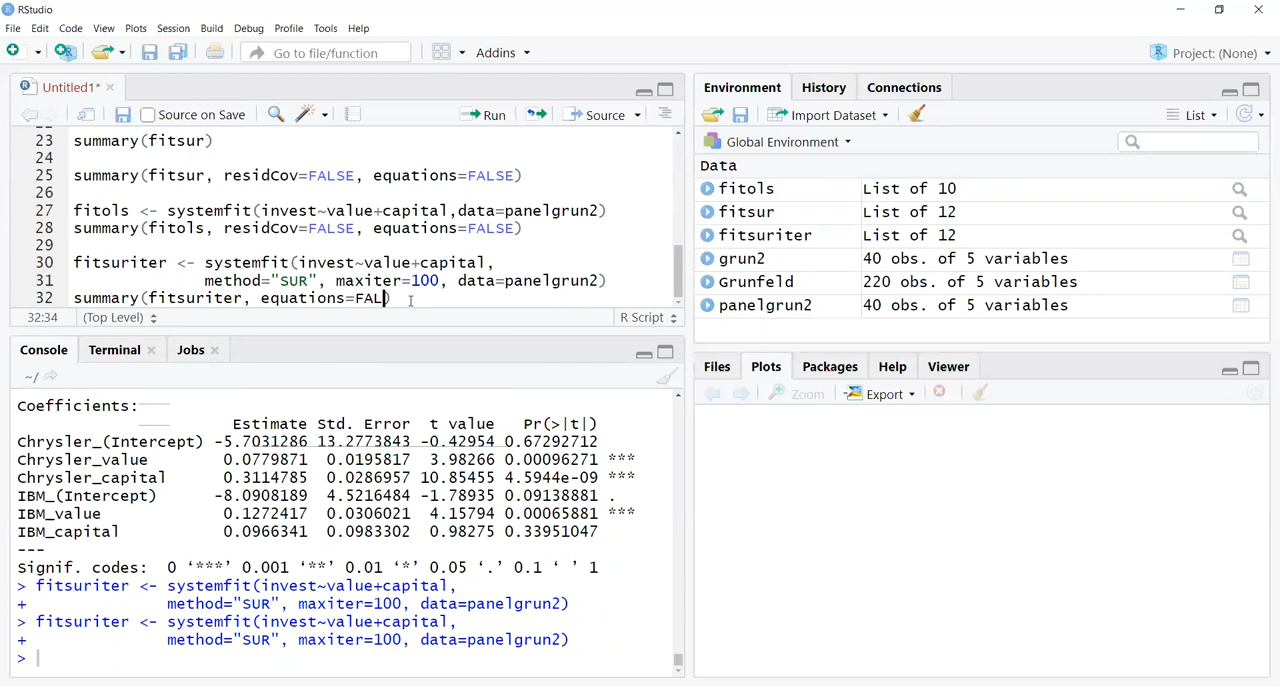 RStudio
File Edit Code View Plots Session Build Debug Profile Tools Help
Go to file/function Addins Project: (None)
Untitled1*
Source on Save Run Source
23 summary(fitsur)
24
25 summary(fitsur, residCov=FALSE, equations=FALSE)
26
27 fitols <- systemfit(invest~value+capital,data=panelgrun2)
28 summary(fitols, residCov=FALSE, equations=FALSE)
29
30 fitsuriter <- systemfit(invest~value+capital,
31 method="SUR", maxiter=100, data=panelgrun2)
32 summary(fitsuriter, equations=FAL)
32:34 (Top Level) R Script
Console Terminal Jobs
~/
Coefficients:
Estimate Std. Error t value Pr(>|t|)
Chrysler_(Intercept) -5.7031286 13.2773843 -0.42954 0.67292712
Chrysler_value 0.0779871 0.0195817 3.98266 0.00096271 ***
Chrysler_capital 0.3114785 0.0286957 10.85455 4.5944e-09 ***
IBM_(Intercept) -8.0908189 4.5216484 -1.78935 0.09138881 .
IBM_value 0.1272417 0.0306021 4.15794 0.00065881 ***
IBM_capital 0.0966341 0.0983302 0.98275 0.33951047
---
Signif. codes: 0 ‘***’ 0.001 ‘**’ 0.01 ‘*’ 0.05 ‘.’ 0.1 ‘ ’ 1
> fitsuriter <- systemfit(invest~value+capital,
+ method="SUR", maxiter=100, data=panelgrun2)
> fitsuriter <- systemfit(invest~value+capital,
+ method="SUR", maxiter=100, data=panelgrun2)
>
Environment History Connections
Import Dataset List
Global Environment
Data
fitols List of 10
fitsur List of 12
fitsuriter List of 12
grun2 40 obs. of 5 variables
Grunfeld 220 obs. of 5 variables
panelgrun2 40 obs. of 5 variables
Files Plots Packages Help Viewer
Zoom Export